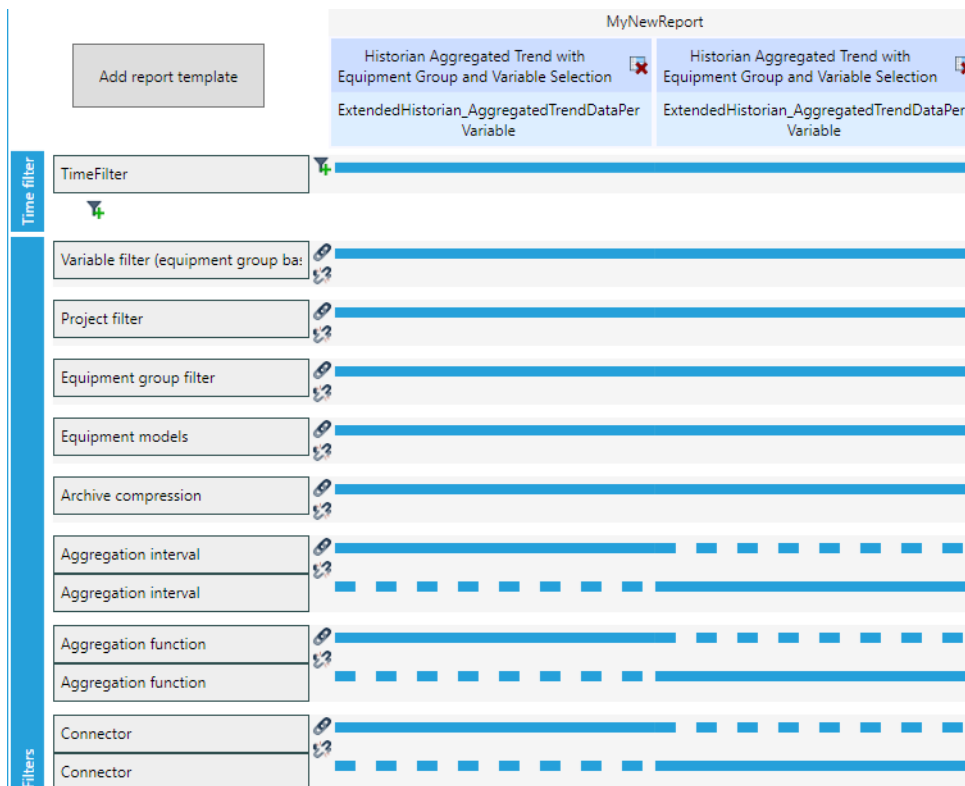 MyNewReport
Add report template
Historian Aggregated Trend with
Equipment Group and Variable Selection
Historian Aggregated Trend with
Equipment Group and Variable Selection
ExtendedHistorian_AggregatedTrendDataPer
Variable
ExtendedHistorian_AggregatedTrendDataPer
Variable
Time filter
TimeFilter
Filters
Variable filter (equipment group bas
Project filter
Equipment group filter
Equipment models
Archive compression
Aggregation interval
Aggregation interval
Aggregation function
Aggregation function
Connector
Connector